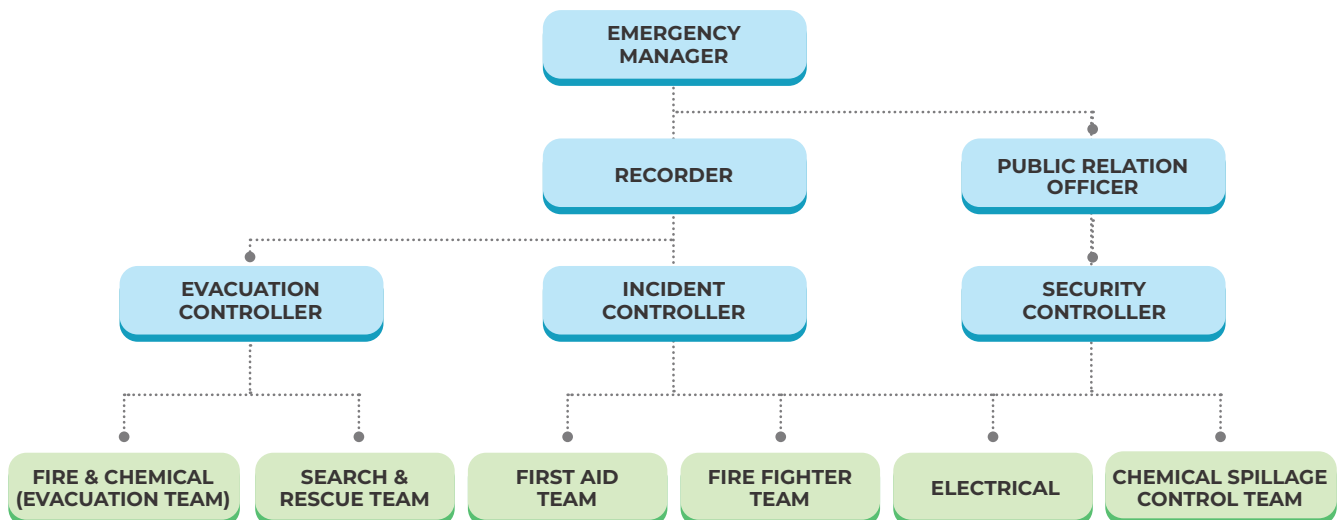 EMERGENCY
MANAGER
RECORDER
PUBLIC RELATION
OFFICER
EVACUATION
CONTROLLER
INCIDENT
CONTROLLER
SECURITY
CONTROLLER
FIRE & CHEMICAL
(EVACUATION TEAM)
SEARCH &
RESCUE TEAM
FIRST AID
TEAM
FIRE FIGHTER
TEAM
ELECTRICAL
CHEMICAL SPILLAGE
CONTROL TEAM